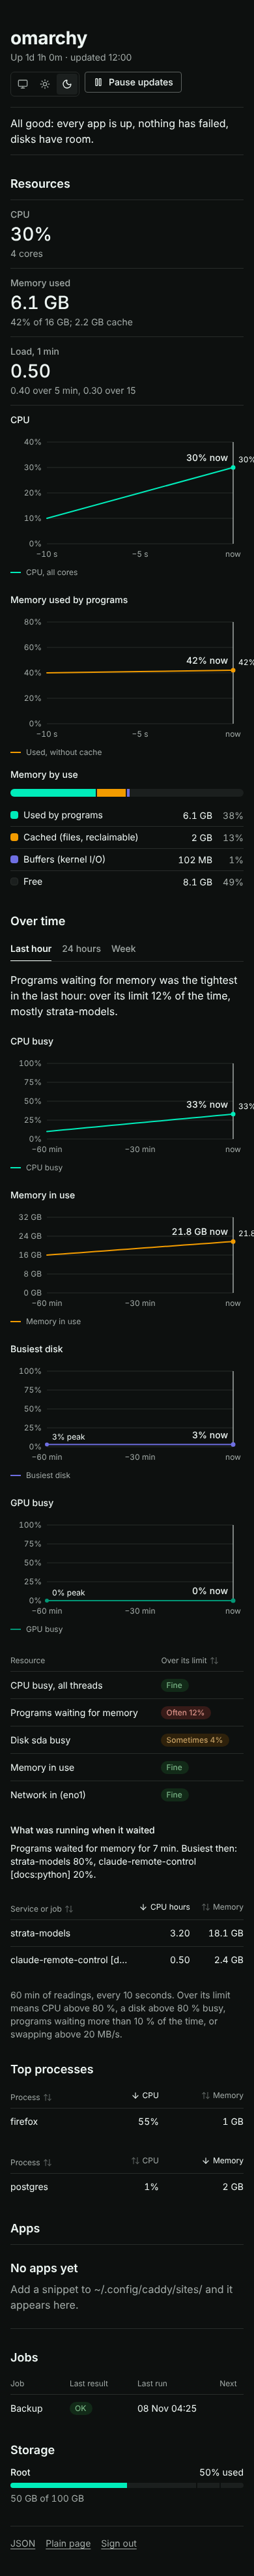 omarchy
Up 1d 1h 0m · updated 12:00
Pause updates
All good: every app is up, nothing has failed,
disks have room.
Resources
CPU
30%
4 cores
Memory used
6.1 GB
42% of 16 GB; 2.2 GB cache
Load, 1 min
0.50
0.40 over 5 min, 0.30 over 15
CPU
40%
30% now
30%
30%
20%
10%
0%
−10 s
−5 s
now
CPU, all cores
Memory used by programs
80%
60%
42% now
42%
40%
20%
0%
−10 s
−5 s
now
Used, without cache
Memory by use
Used by programs 6.1 GB 38%
Cached (files, reclaimable) 2 GB 13%
Buffers (kernel I/O) 102 MB 1%
Free 8.1 GB 49%
Over time
Last hour 24 hours Week
Programs waiting for memory was the tightest
in the last hour: over its limit 12% of the time,
mostly strata-models.
CPU busy
100%
75%
50%
33% now
33%
25%
0%
−60 min
−30 min
now
CPU busy
Memory in use
32 GB
24 GB
21.8 GB now
21.8
16 GB
8 GB
0 GB
−60 min
−30 min
now
Memory in use
Busiest disk
100%
75%
50%
25%
3% peak
3% now
0%
−60 min
−30 min
now
Busiest disk
GPU busy
100%
75%
50%
25%
0% peak
0% now
0%
−60 min
−30 min
now
GPU busy
Resource Over its limit
CPU busy, all threads Fine
Programs waiting for memory Often 12%
Disk sda busy Sometimes 4%
Memory in use Fine
Network in (eno1) Fine
What was running when it waited
Programs waited for memory for 7 min. Busiest then:
strata-models 80%, claude-remote-control
[docs:python] 20%.
Service or job CPU hours Memory
strata-models 3.20 18.1 GB
claude-remote-control [d… 0.50 2.4 GB
60 min of readings, every 10 seconds. Over its limit
means CPU above 80 %, a disk above 80 % busy,
programs waiting more than 10 % of the time, or
swapping above 20 MB/s.
Top processes
Process CPU Memory
firefox 55% 1 GB
Process CPU Memory
postgres 1% 2 GB
Apps
No apps yet
Add a snippet to ~/.config/caddy/sites/ and it
appears here.
Jobs
Job Last result Last run Next
Backup OK 08 Nov 04:25
Storage
Root 50% used
50 GB of 100 GB
JSON Plain page Sign out